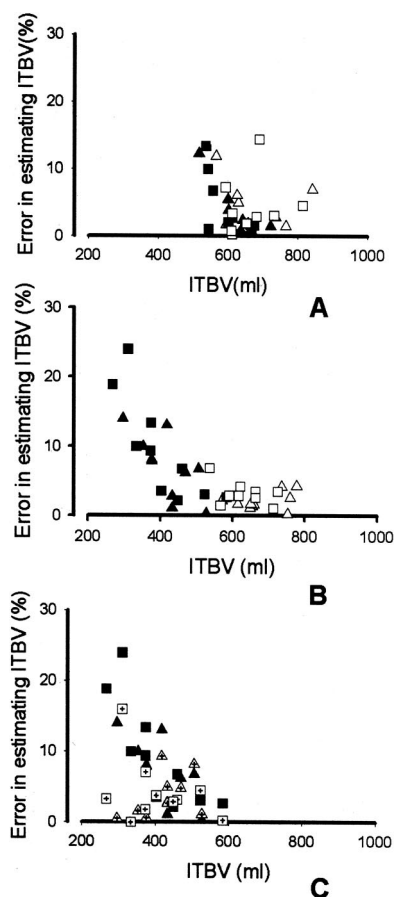 Error in estimating ITBV(%)
30
20
10
0
200 400 600 800 1000
ITBV(ml)
A
Error in estimating ITBV (%)
30
20
10
0
200 400 600 800 1000
ITBV (ml)
B
Error in estimating ITBV (%)
30
20
10
0
200 400 600 800 1000
ITBV (ml)
C